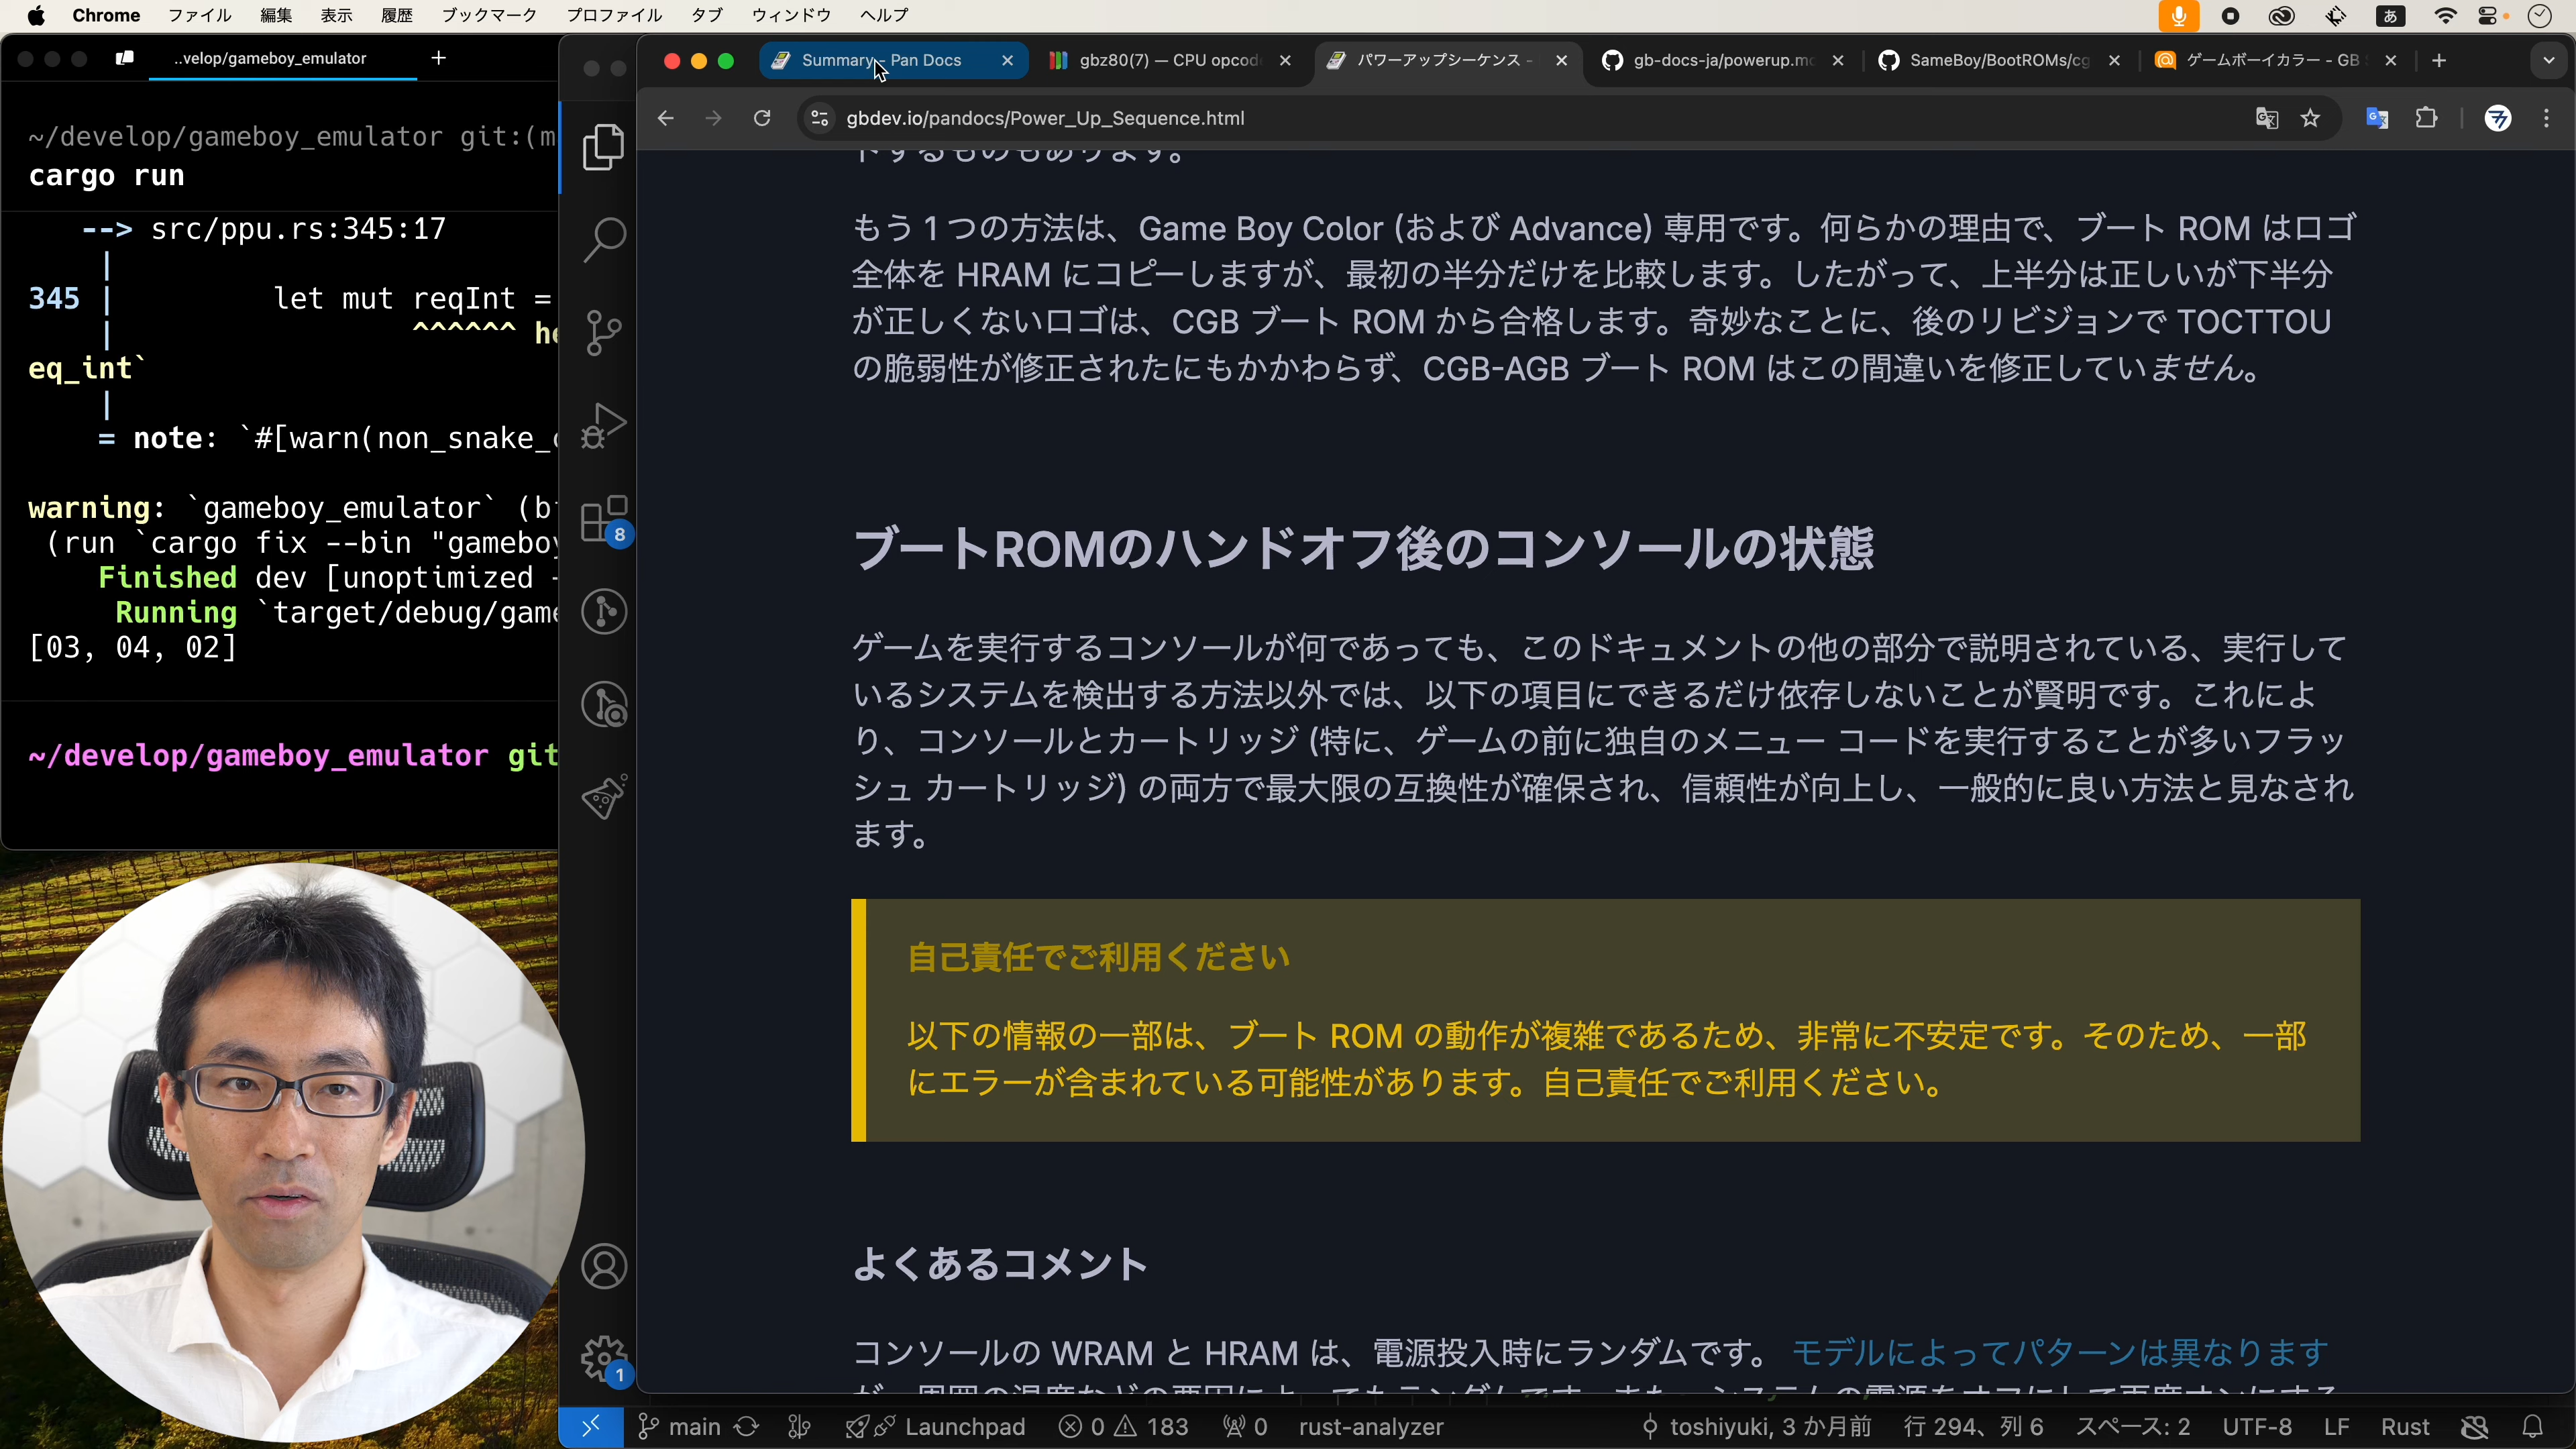 Chrome ファイル 編集 表示 履歴 ブックマーク プロファイル タブ ウィンドウ ヘルプ あ
..velop/gameboy_emulator
~/develop/gameboy_emulator git:(m
cargo run
--> src/ppu.rs:345:17
|
345 | let mut reqInt =
| ^^^^^^ he
eq_int`
|
= note: `#[warn(non_snake_c
warning: `gameboy_emulator` (b
(run `cargo fix --bin "gameboy
Finished dev [unoptimized
Running `target/debug/game
[03, 04, 02]
~/develop/gameboy_emulator git
8
1
Summary - Pan Docs
gbz80(7) — CPU opcod
パワーアップシーケンス -
gb-docs-ja/powerup.mc
SameBoy/BootROMs/cg
ゲームボーイカラー - GB
gbdev.io/pandocs/Power_Up_Sequence.html
トするものもあります。
もう 1 つの方法は、Game Boy Color (および Advance) 専用です。何らかの理由で、ブート ROM はロゴ
全体を HRAM にコピーしますが、最初の半分だけを比較します。したがって、上半分は正しいが下半分
が正しくないロゴは、CGB ブート ROM から合格します。奇妙なことに、後のリビジョンで TOCTTOU
の脆弱性が修正されたにもかかわらず、CGB-AGB ブート ROM はこの間違いを修正していません。
ブートROMのハンドオフ後のコンソールの状態
ゲームを実行するコンソールが何であっても、このドキュメントの他の部分で説明されている、実行して
いるシステムを検出する方法以外では、以下の項目にできるだけ依存しないことが賢明です。これによ
り、コンソールとカートリッジ (特に、ゲームの前に独自のメニュー コードを実行することが多いフラッ
シュ カートリッジ) の両方で最大限の互換性が確保され、信頼性が向上し、一般的に良い方法と見なされ
ます。
自己責任でご利用ください
以下の情報の一部は、ブート ROM の動作が複雑であるため、非常に不安定です。そのため、一部
にエラーが含まれている可能性があります。自己責任でご利用ください。
よくあるコメント
コンソールの WRAM と HRAM は、電源投入時にランダムです。 モデルによってパターンは異なります
main Launchpad 0 183 0 rust-analyzer toshiyuki, 3 か月前 行 294、列 6 スペース: 2 UTF-8 LF Rust